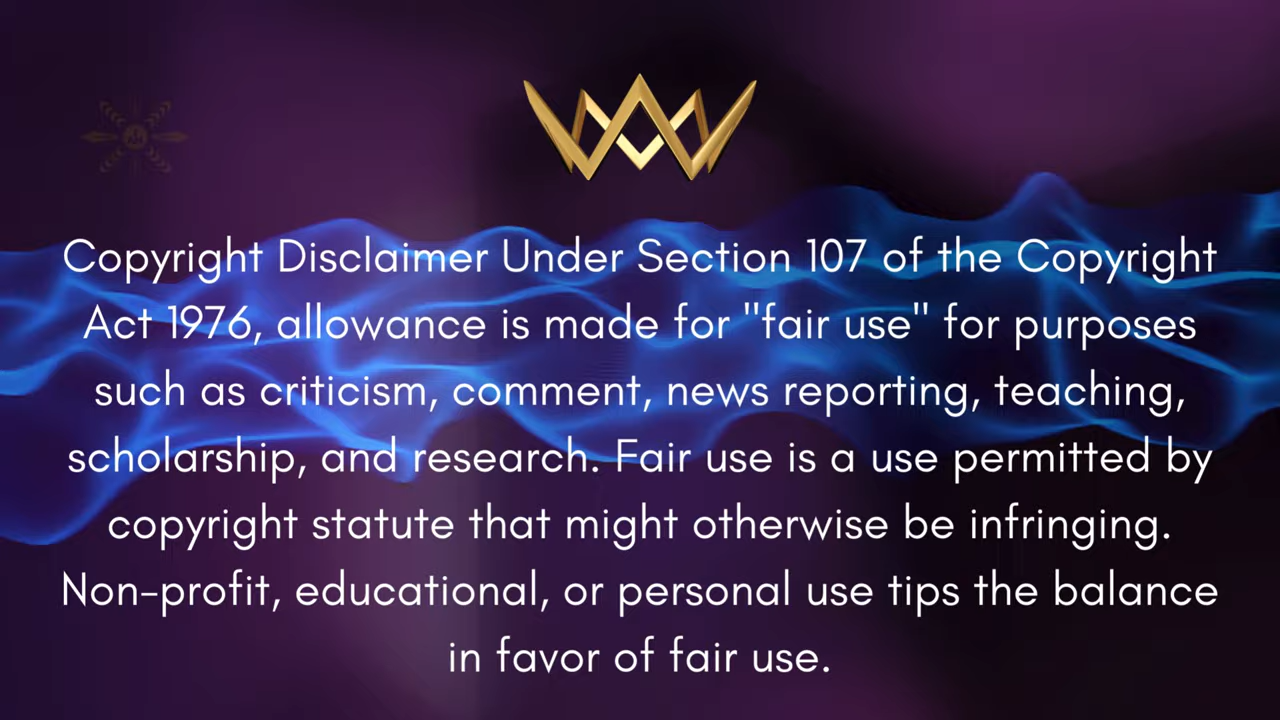 Copyright Disclaimer Under Section 107 of the Copyright
Act 1976, allowance is made for "fair use" for purposes
such as criticism, comment, news reporting, teaching,
scholarship, and research. Fair use is a use permitted by
copyright statute that might otherwise be infringing.
Non-profit, educational, or personal use tips the balance
in favor of fair use.